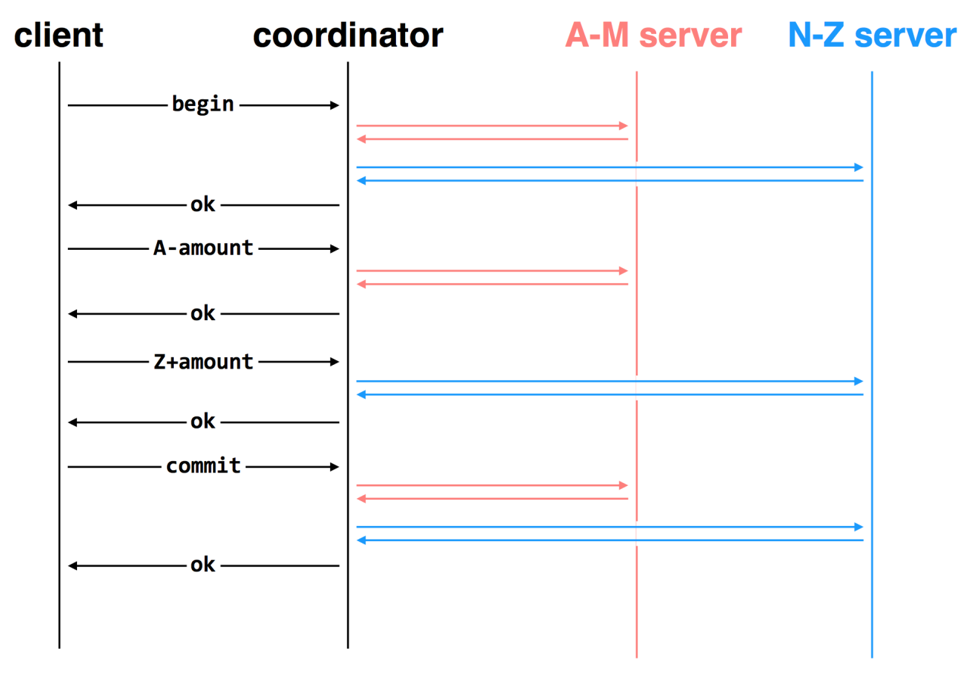 client coordinator A-M server N-Z server
begin
ok
A-amount
ok
Z+amount
ok
commit
ok